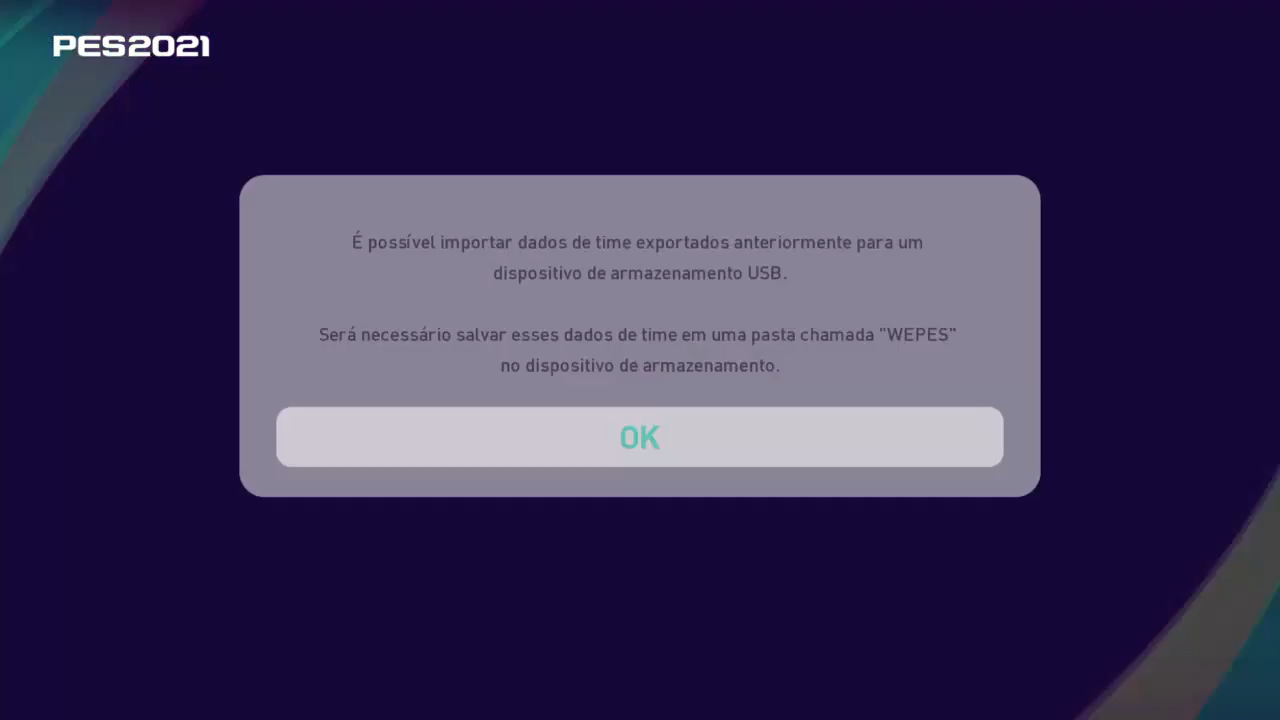 PES2021
É possível importar dados de time exportados anteriormente para um
dispositivo de armazenamento USB.
Será necessário salvar esses dados de time em uma pasta chamada "WEPES"
no dispositivo de armazenamento.
OK